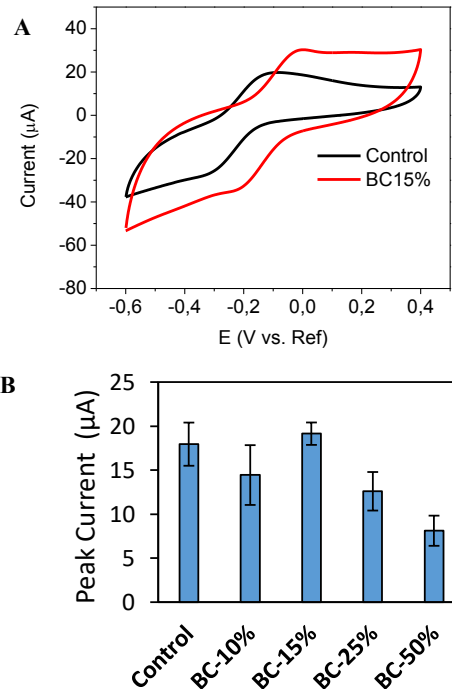 A
40
20
0
-20
-40
-60
-80
Current (µA)
Control
BC15%
-0,6 -0,4 -0,2 0,0 0,2 0,4
E (V vs. Ref)
B
25
20
15
10
5
0
Peak Current (µA)
Control BC-10% BC-15% BC-25% BC-50%